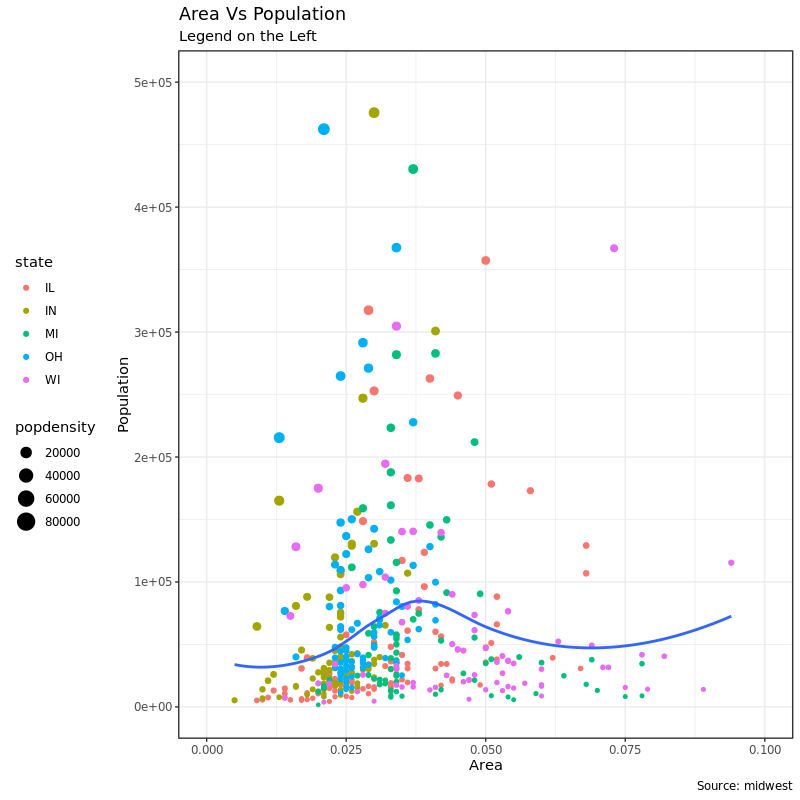 Area Vs Population
Legend on the Left
state
IL
IN
MI
OH
WI
popdensity
20000
40000
60000
80000
Population
5e+05
4e+05
3e+05
2e+05
1e+05
0e+00
0.000
0.025
0.050
0.075
0.100
Area
Source: midwest